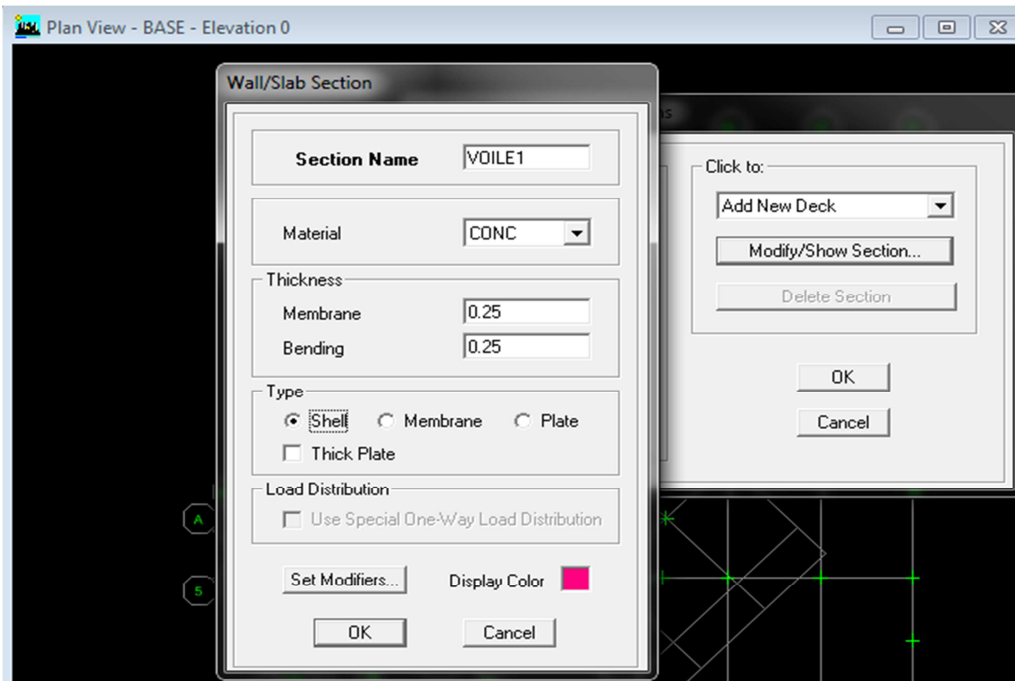 Plan View - BASE - Elevation 0
Wall/Slab Section
Section Name VOILE1
Material CONC
Thickness
Membrane 0.25
Bending 0.25
Type
Shell Membrane Plate
Thick Plate
Load Distribution
Use Special One-Way Load Distribution
Set Modifiers... Display Color
OK Cancel
ns
Click to:
Add New Deck
Modify/Show Section...
Delete Section
OK
Cancel
A
5